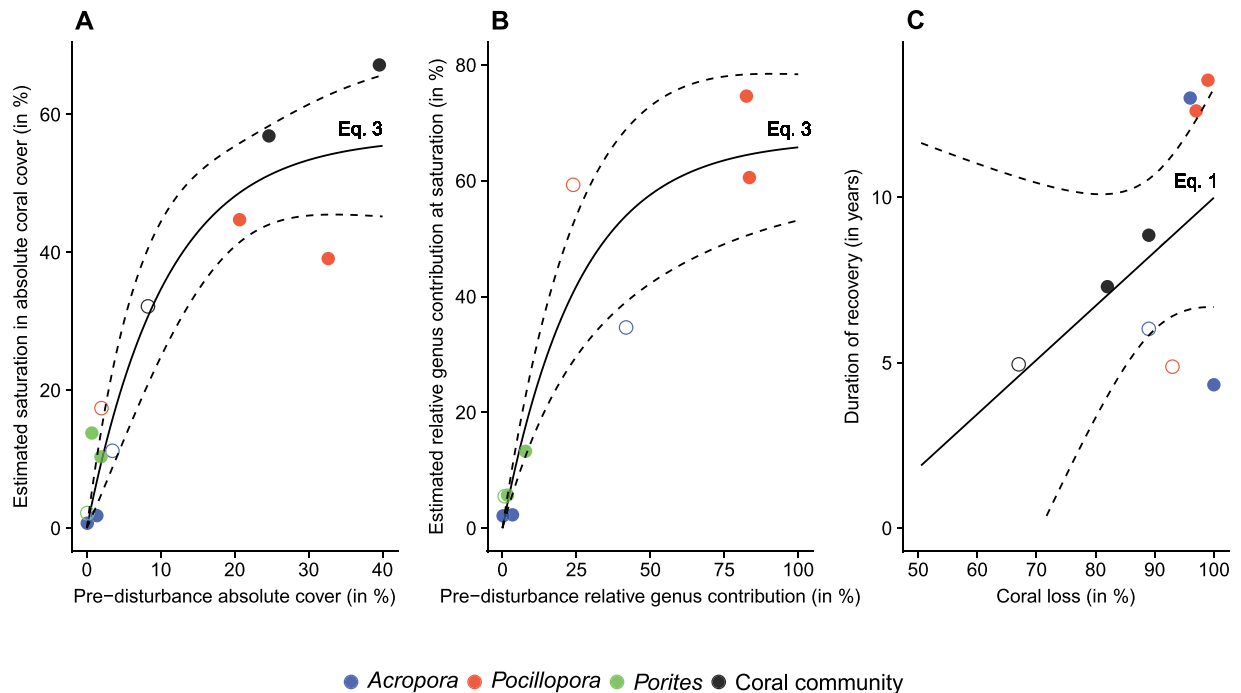 A
B
C
Estimated saturation in absolute coral cover (in %)
60
40
20
0
Eq. 3
0 10 20 30 40
Pre−disturbance absolute cover (in %)
Estimated relative genus contribution at saturation (in %)
80
60
40
20
0
Eq. 3
0 25 50 75 100
Pre−disturbance relative genus contribution (in %)
Duration of recovery (in years)
10
5
0
Eq. 1
50 60 70 80 90 100
Coral loss (in %)
Acropora Pocillopora Porites Coral community